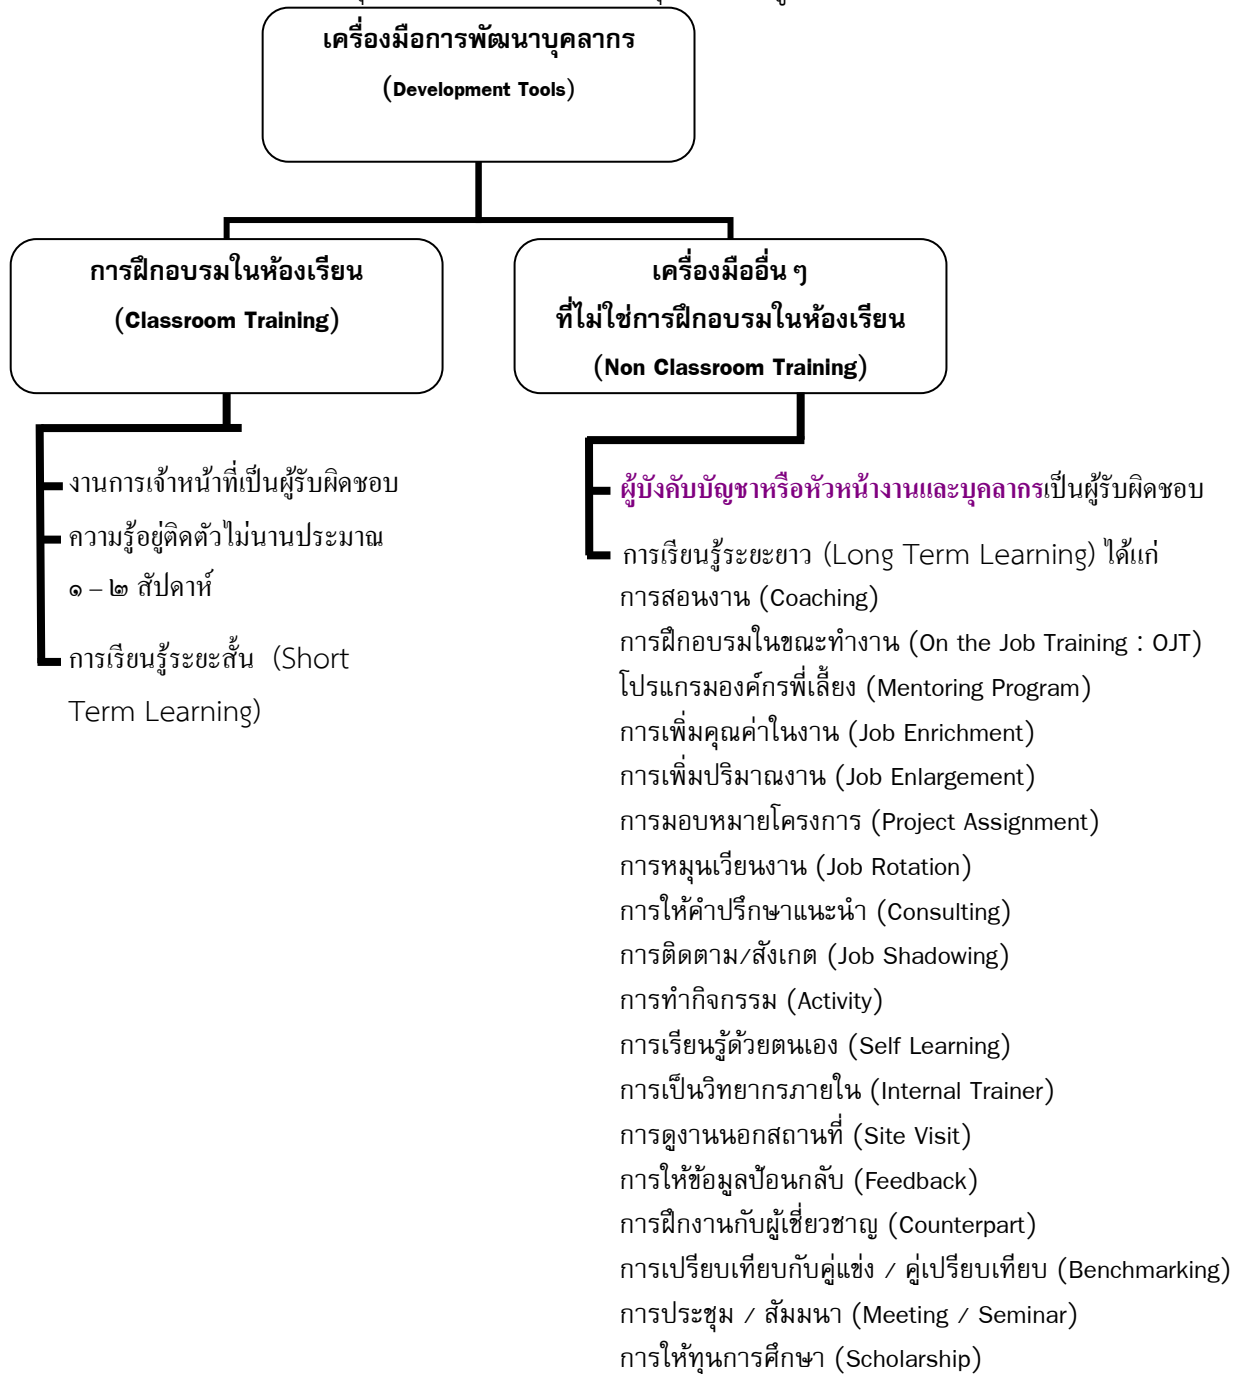 เครื่องมือการพัฒนาบุคลากร
(Development Tools)
การฝึกอบรมในห้องเรียน
(Classroom Training)
เครื่องมืออื่น ๆ
ที่ไม่ใช่การฝึกอบรมในห้องเรียน
(Non Classroom Training)
งานการเจ้าหน้าที่เป็นผู้รับผิดชอบ
ความรู้อยู่ติดตัวไม่นานประมาณ
๑ – ๒ สัปดาห์
การเรียนรู้ระยะสั้น (Short
Term Learning)
ผู้บังคับบัญชาหรือหัวหน้างานและบุคลากรเป็นผู้รับผิดชอบ
การเรียนรู้ระยะยาว (Long Term Learning) ได้แก่
การสอนงาน (Coaching)
การฝึกอบรมในขณะทำงาน (On the Job Training : OJT)
โปรแกรมองค์กรพี่เลี้ยง (Mentoring Program)
การเพิ่มคุณค่าในงาน (Job Enrichment)
การเพิ่มปริมาณงาน (Job Enlargement)
การมอบหมายโครงการ (Project Assignment)
การหมุนเวียนงาน (Job Rotation)
การให้คำปรึกษาแนะนำ (Consulting)
การติดตาม/สังเกต (Job Shadowing)
การทำกิจกรรม (Activity)
การเรียนรู้ด้วยตนเอง (Self Learning)
การเป็นวิทยากรภายใน (Internal Trainer)
การดูงานนอกสถานที่ (Site Visit)
การให้ข้อมูลป้อนกลับ (Feedback)
การฝึกงานกับผู้เชี่ยวชาญ (Counterpart)
การเปรียบเทียบกับคู่แข่ง / คู่เปรียบเทียบ (Benchmarking)
การประชุม / สัมมนา (Meeting / Seminar)
การให้ทุนการศึกษา (Scholarship)